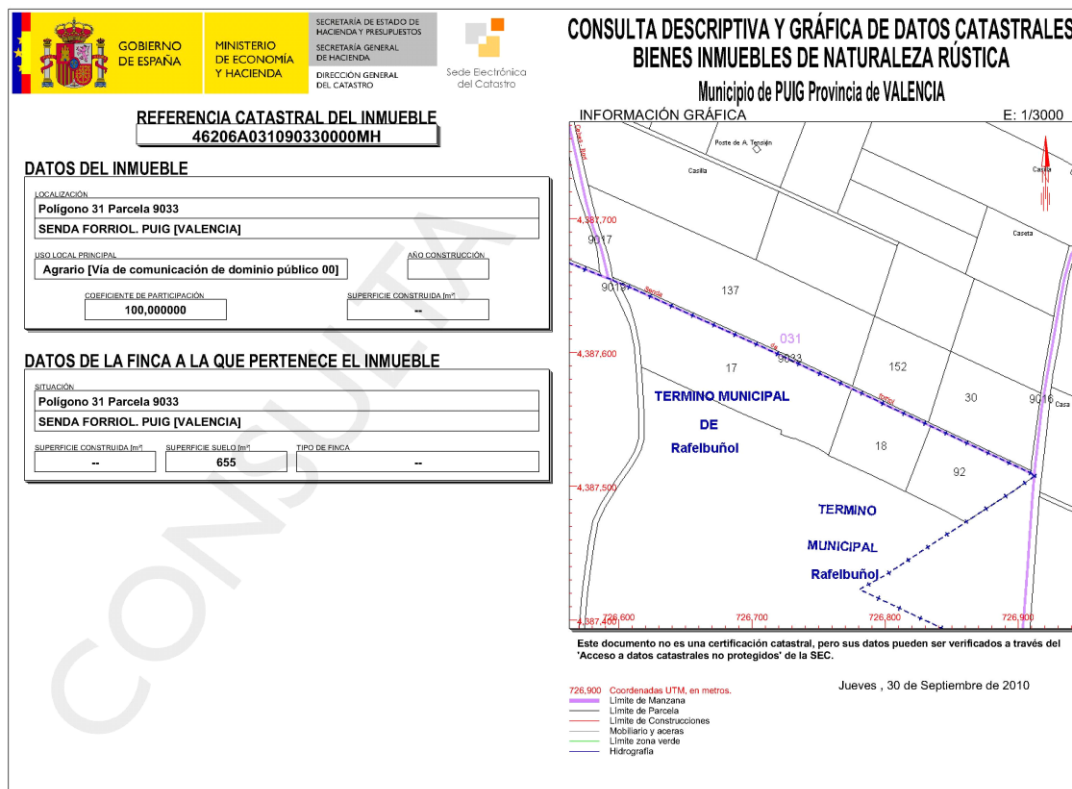 GOBIERNO
DE ESPAÑA
MINISTERIO
DE ECONOMÍA
Y HACIENDA
SECRETARÍA DE ESTADO DE
HACIENDA Y PRESUPUESTOS
SECRETARÍA GENERAL
DE HACIENDA
DIRECCIÓN GENERAL
DEL CATASTRO
Sede Electrónica
del Catastro
REFERENCIA CATASTRAL DEL INMUEBLE
46206A031090330000MH
DATOS DEL INMUEBLE
LOCALIZACIÓN
Polígono 31 Parcela 9033
SENDA FORRIOL. PUIG [VALENCIA]
USO LOCAL PRINCIPAL
Agrario [Vía de comunicación de dominio público 00]
AÑO CONSTRUCCIÓN
COEFICIENTE DE PARTICIPACIÓN
100,000000
SUPERFICIE CONSTRUIDA [m²]
--
DATOS DE LA FINCA A LA QUE PERTENECE EL INMUEBLE
SITUACIÓN
Polígono 31 Parcela 9033
SENDA FORRIOL. PUIG [VALENCIA]
SUPERFICIE CONSTRUIDA [m²]
--
SUPERFICIE SUELO [m²]
655
TIPO DE FINCA
--
CONSULTA
CONSULTA DESCRIPTIVA Y GRÁFICA DE DATOS CATASTRALES
BIENES INMUEBLES DE NATURALEZA RÚSTICA
Municipio de PUIG Provincia de VALENCIA
INFORMACIÓN GRÁFICA E: 1/3000
Poste de A. Tensión
Casilla
Casilla
Caseta
4,387,700
9017
137
Senda
031
de
9033
4,387,600
17
152
30
9016
Casa
TERMINO MUNICIPAL
DE
Rafelbuñol
18
92
4,387,500
TERMINO
MUNICIPAL
Rafelbuñol
4,387,400
726,600
726,700
726,800
726,900
Este documento no es una certificación catastral, pero sus datos pueden ser verificados a través del
'Acceso a datos catastrales no protegidos' de la SEC.
Jueves , 30 de Septiembre de 2010
726,900 Coordenadas UTM, en metros.
Límite de Manzana
Límite de Parcela
Límite de Construcciones
Mobiliario y aceras
Límite zona verde
Hidrografía